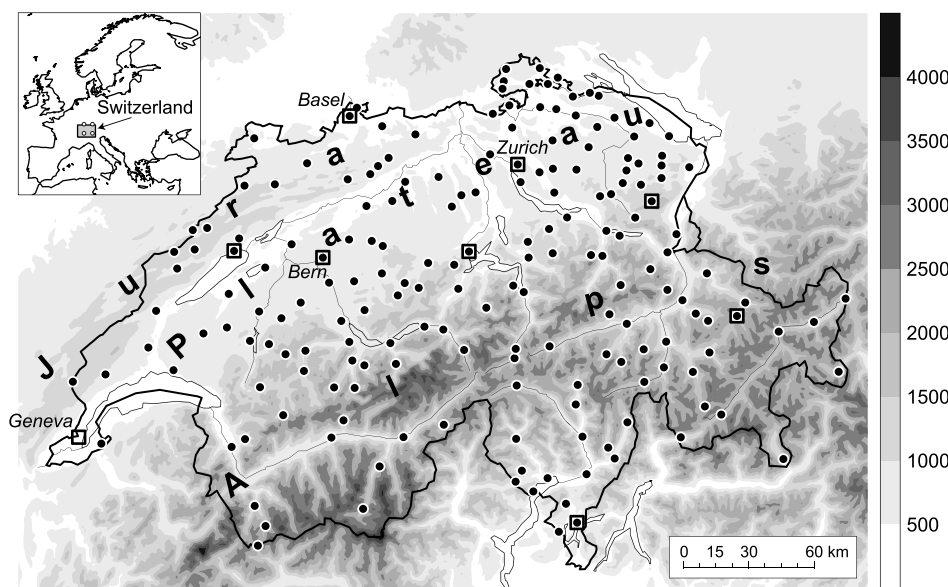 Switzerland
Basel
Zurich
Bern
Geneva
J u r a
P l a t e a u
A l p s
0 15 30 60 km
4000
3500
3000
2500
2000
1500
1000
500